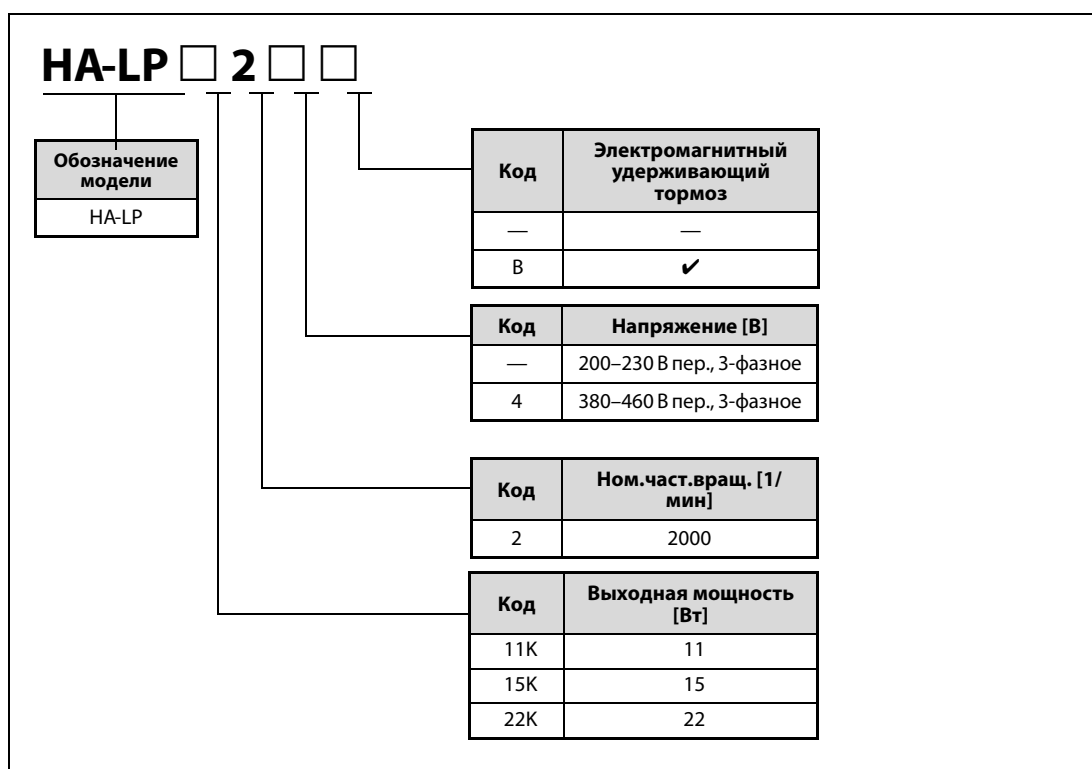 HA-LP □ 2 □ □
Обозначение
модели
HA-LP
Код Электромагнитный
удерживающий
тормоз
— —
B ✔
Код Напряжение [В]
— 200–230 В пер., 3-фазное
4 380–460 В пер., 3-фазное
Код Ном.част.вращ. [1/
мин]
2 2000
Код Выходная мощность
[Вт]
11K 11
15K 15
22K 22